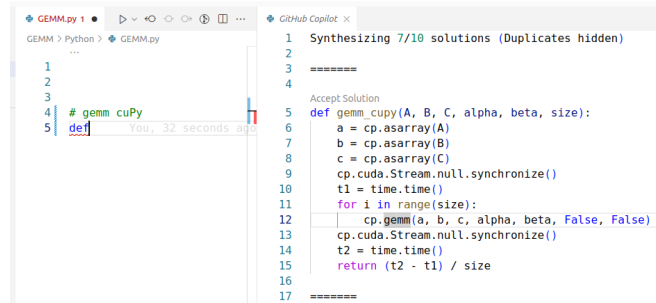 GEMM.py 1
GEMM > Python > GEMM.py
...
1
2
3
4 # gemm cuPy
5 def You, 32 seconds ago
GitHub Copilot
1 Synthesizing 7/10 solutions (Duplicates hidden)
2
3 =======
4
Accept Solution
5 def gemm_cupy(A, B, C, alpha, beta, size):
6 a = cp.asarray(A)
7 b = cp.asarray(B)
8 c = cp.asarray(C)
9 cp.cuda.Stream.null.synchronize()
10 t1 = time.time()
11 for i in range(size):
12 cp.gemm(a, b, c, alpha, beta, False, False)
13 cp.cuda.Stream.null.synchronize()
14 t2 = time.time()
15 return (t2 - t1) / size
16
17 =======